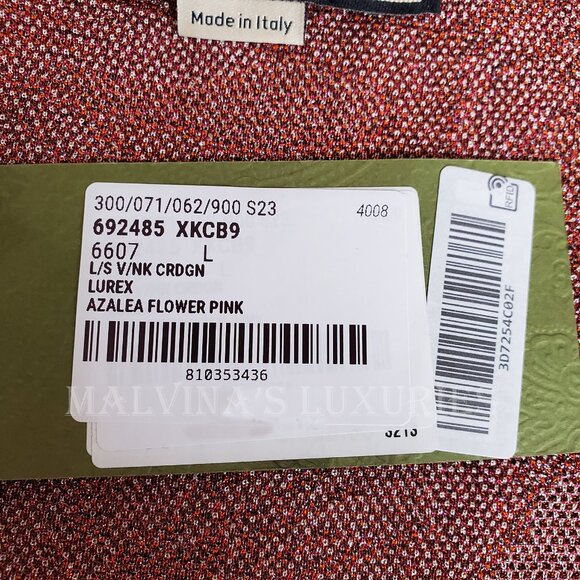 Made in Italy
300/071/062/900 S23 4008
692485 XKCB9
6607 L
L/S V/NK CRDGN
LUREX
AZALEA FLOWER PINK
810353436
MALVINA'S LUXURIES
RFID
3D7254C02F